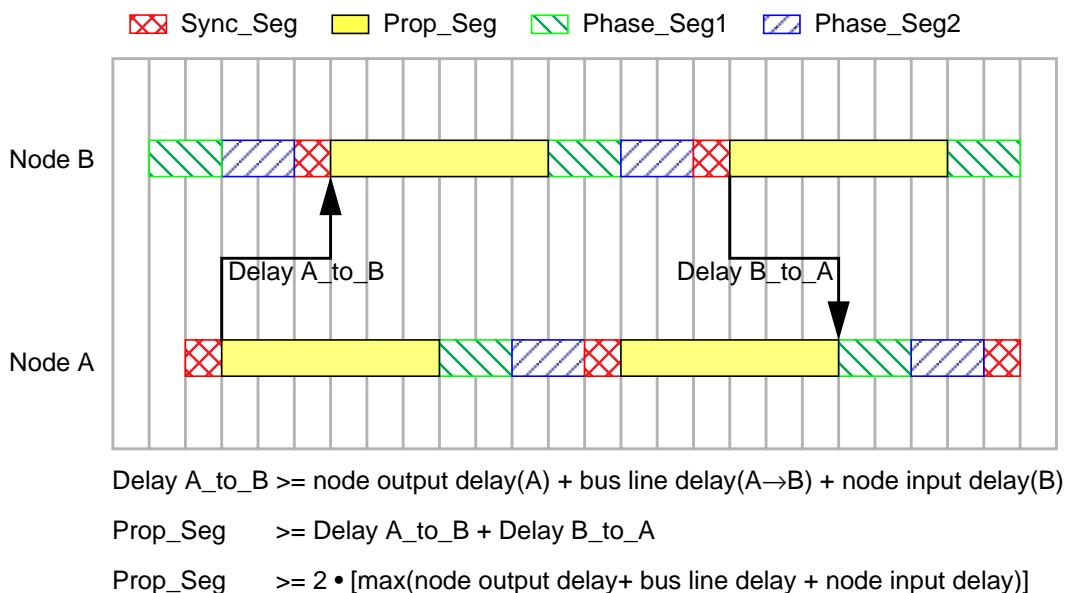 Sync_Seg Prop_Seg Phase_Seg1 Phase_Seg2
Node B
Delay A_to_B Delay B_to_A
Node A
Delay A_to_B >= node output delay(A) + bus line delay(A→B) + node input delay(B)
Prop_Seg >= Delay A_to_B + Delay B_to_A
Prop_Seg >= 2 • [max(node output delay+ bus line delay + node input delay)]